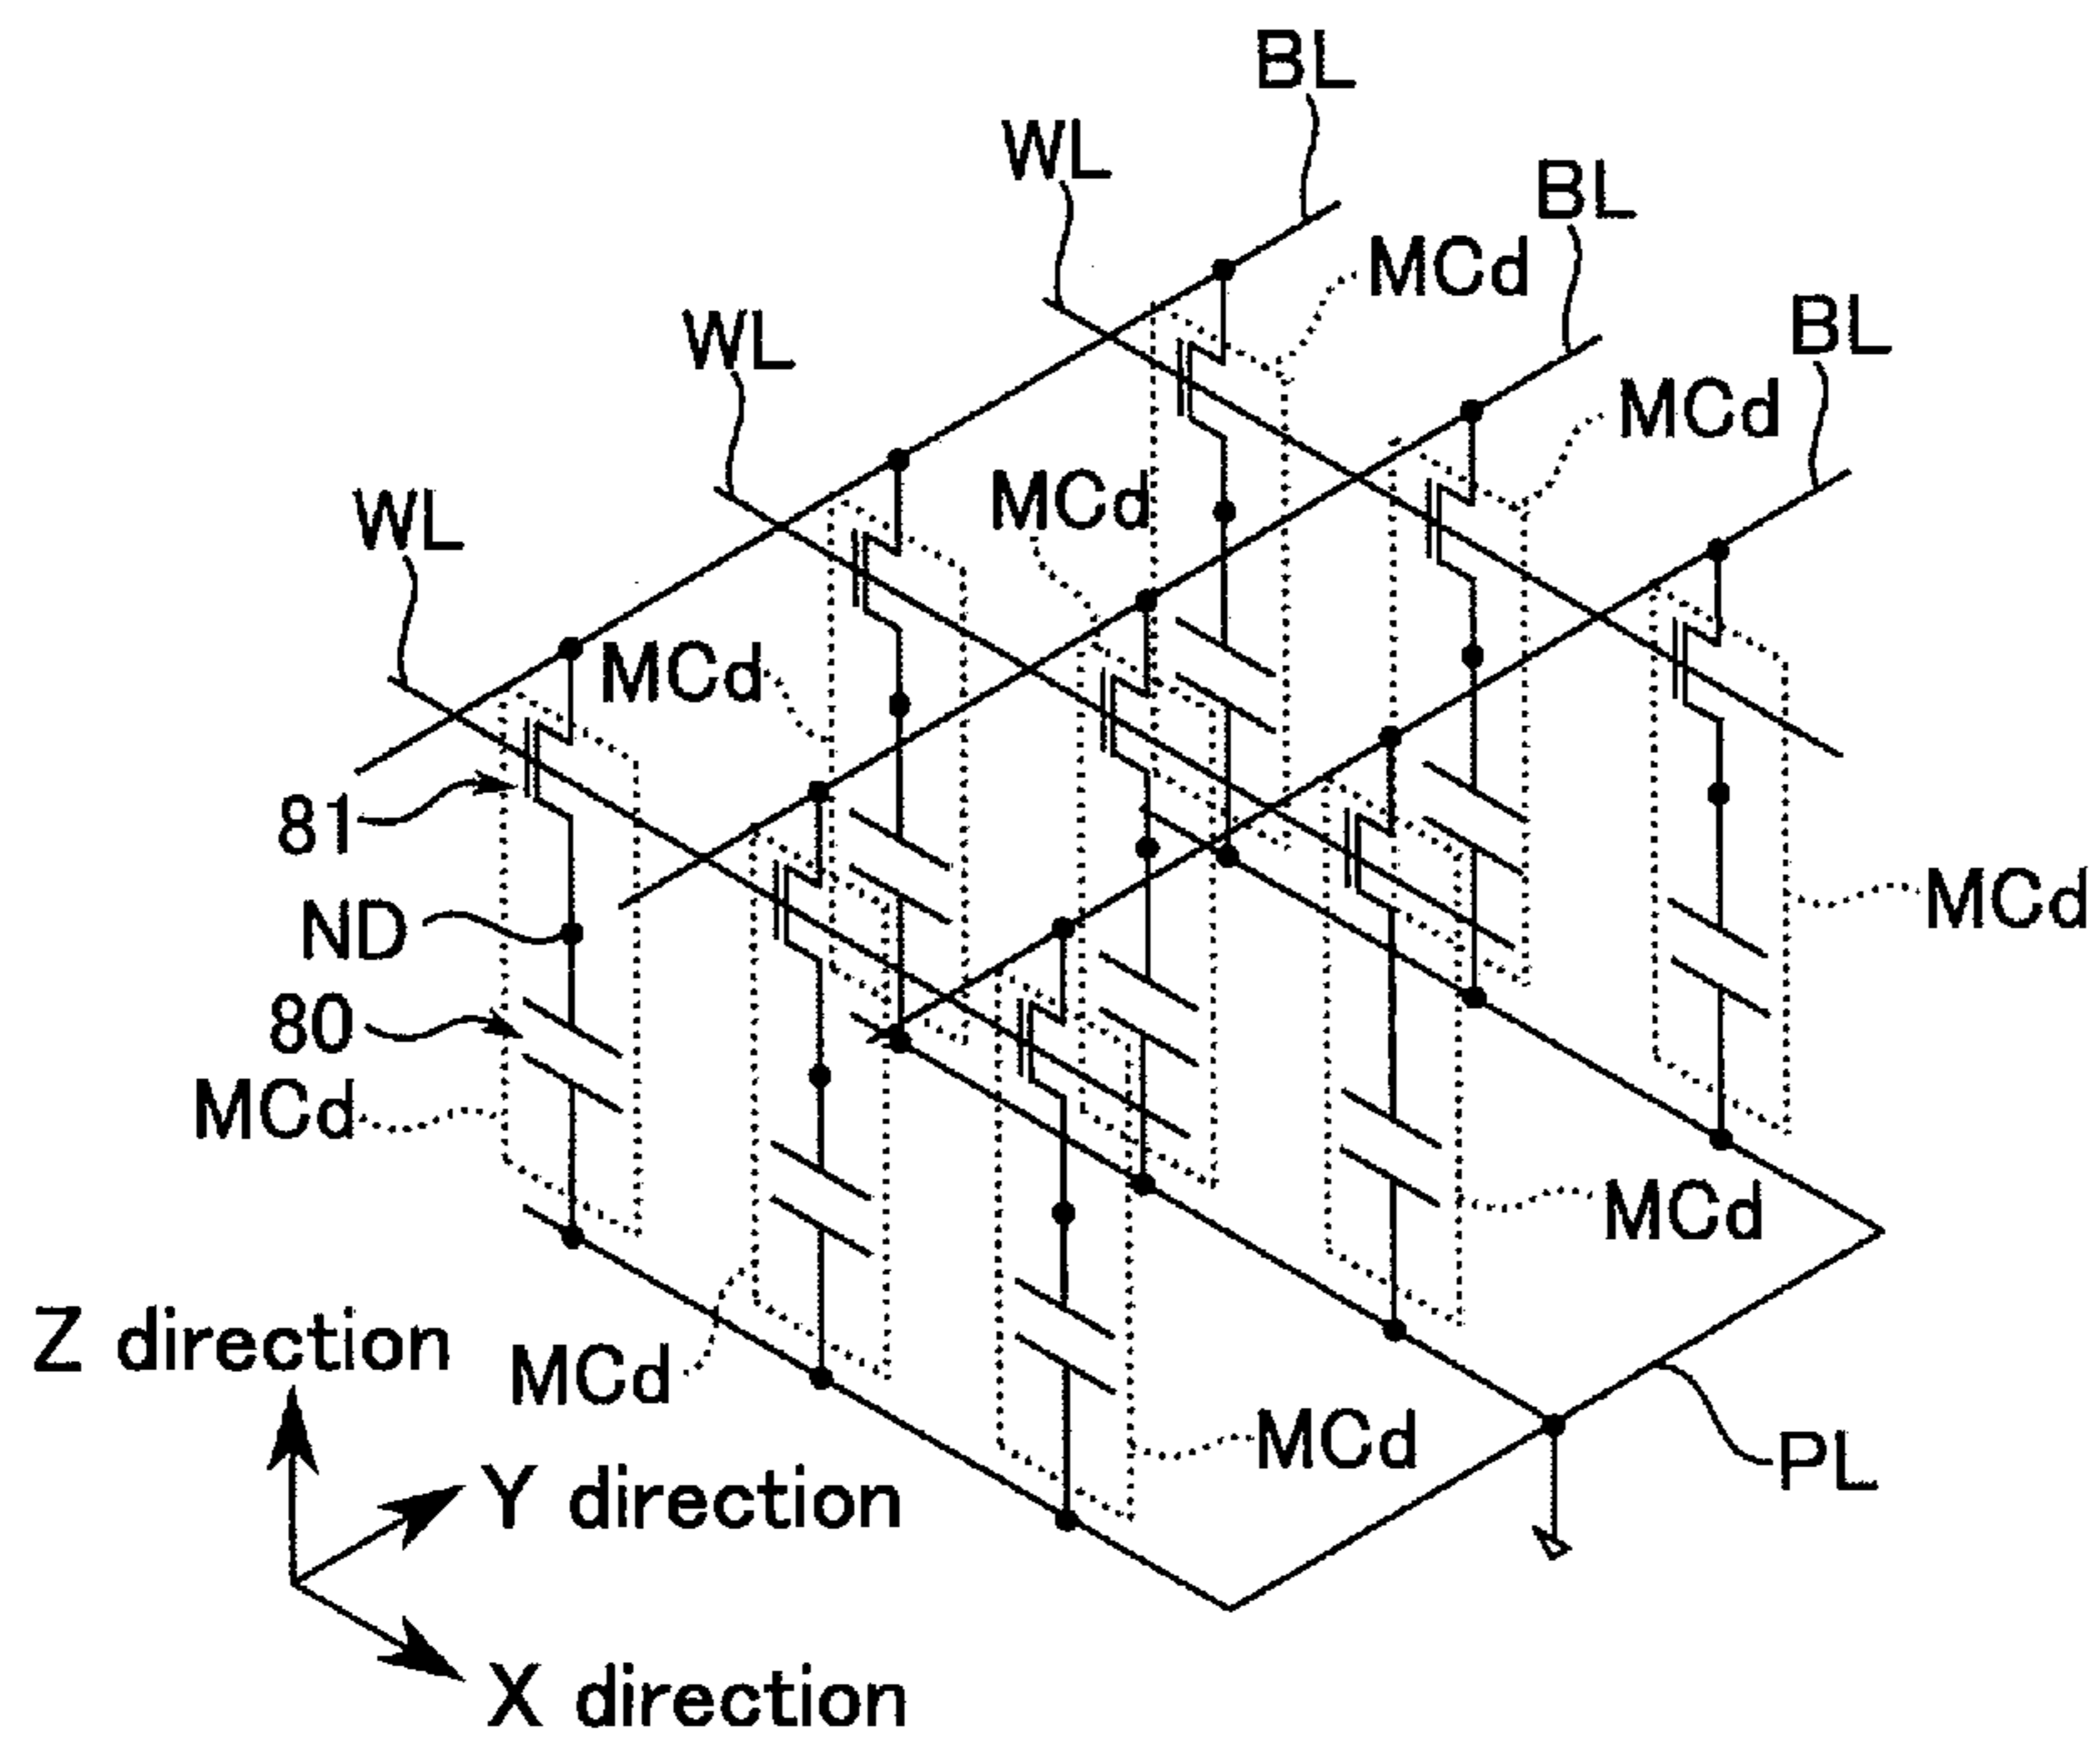 BL
WL
BL
MCd
BL
WL
MCd
MCd
WL
MCd
81
MCd
ND
80
MCd
MCd
Z direction
MCd
MCd
PL
Y direction
X direction